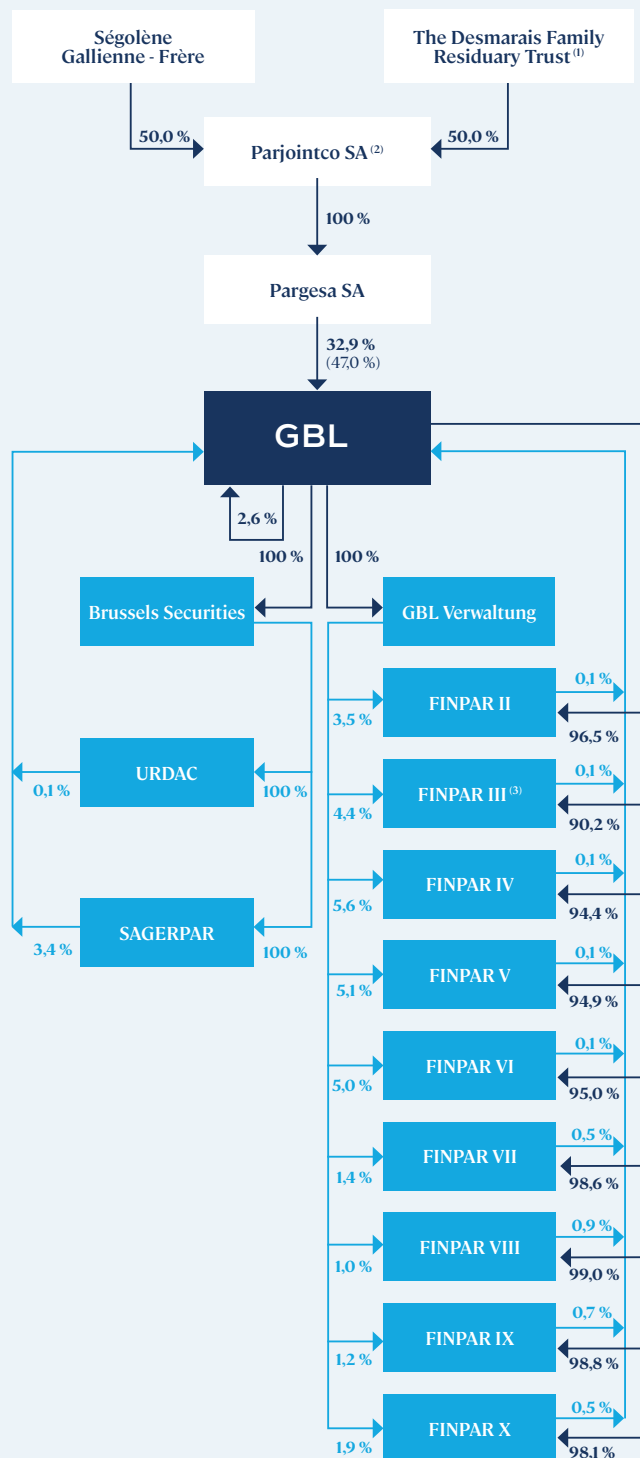 Ségolène
Gallienne - Frère
The Desmarais Family
Residuary Trust (1)
50,0 %
50,0 %
Parjointco SA (2)
100 %
Pargesa SA
32,9 %
(47,0 %)
GBL
2,6 %
100 %
100 %
Brussels Securities
GBL Verwaltung
FINPAR II
0,1 %
3,5 %
96,5 %
URDAC
0,1 %
100 %
FINPAR III (3)
0,1 %
4,4 %
90,2 %
FINPAR IV
0,1 %
5,6 %
94,4 %
SAGERPAR
3,4 %
100 %
FINPAR V
0,1 %
5,1 %
94,9 %
FINPAR VI
0,1 %
5,0 %
95,0 %
FINPAR VII
0,5 %
1,4 %
98,6 %
FINPAR VIII
0,9 %
1,0 %
99,0 %
FINPAR IX
0,7 %
1,2 %
98,8 %
FINPAR X
0,5 %
1,9 %
98,1 %